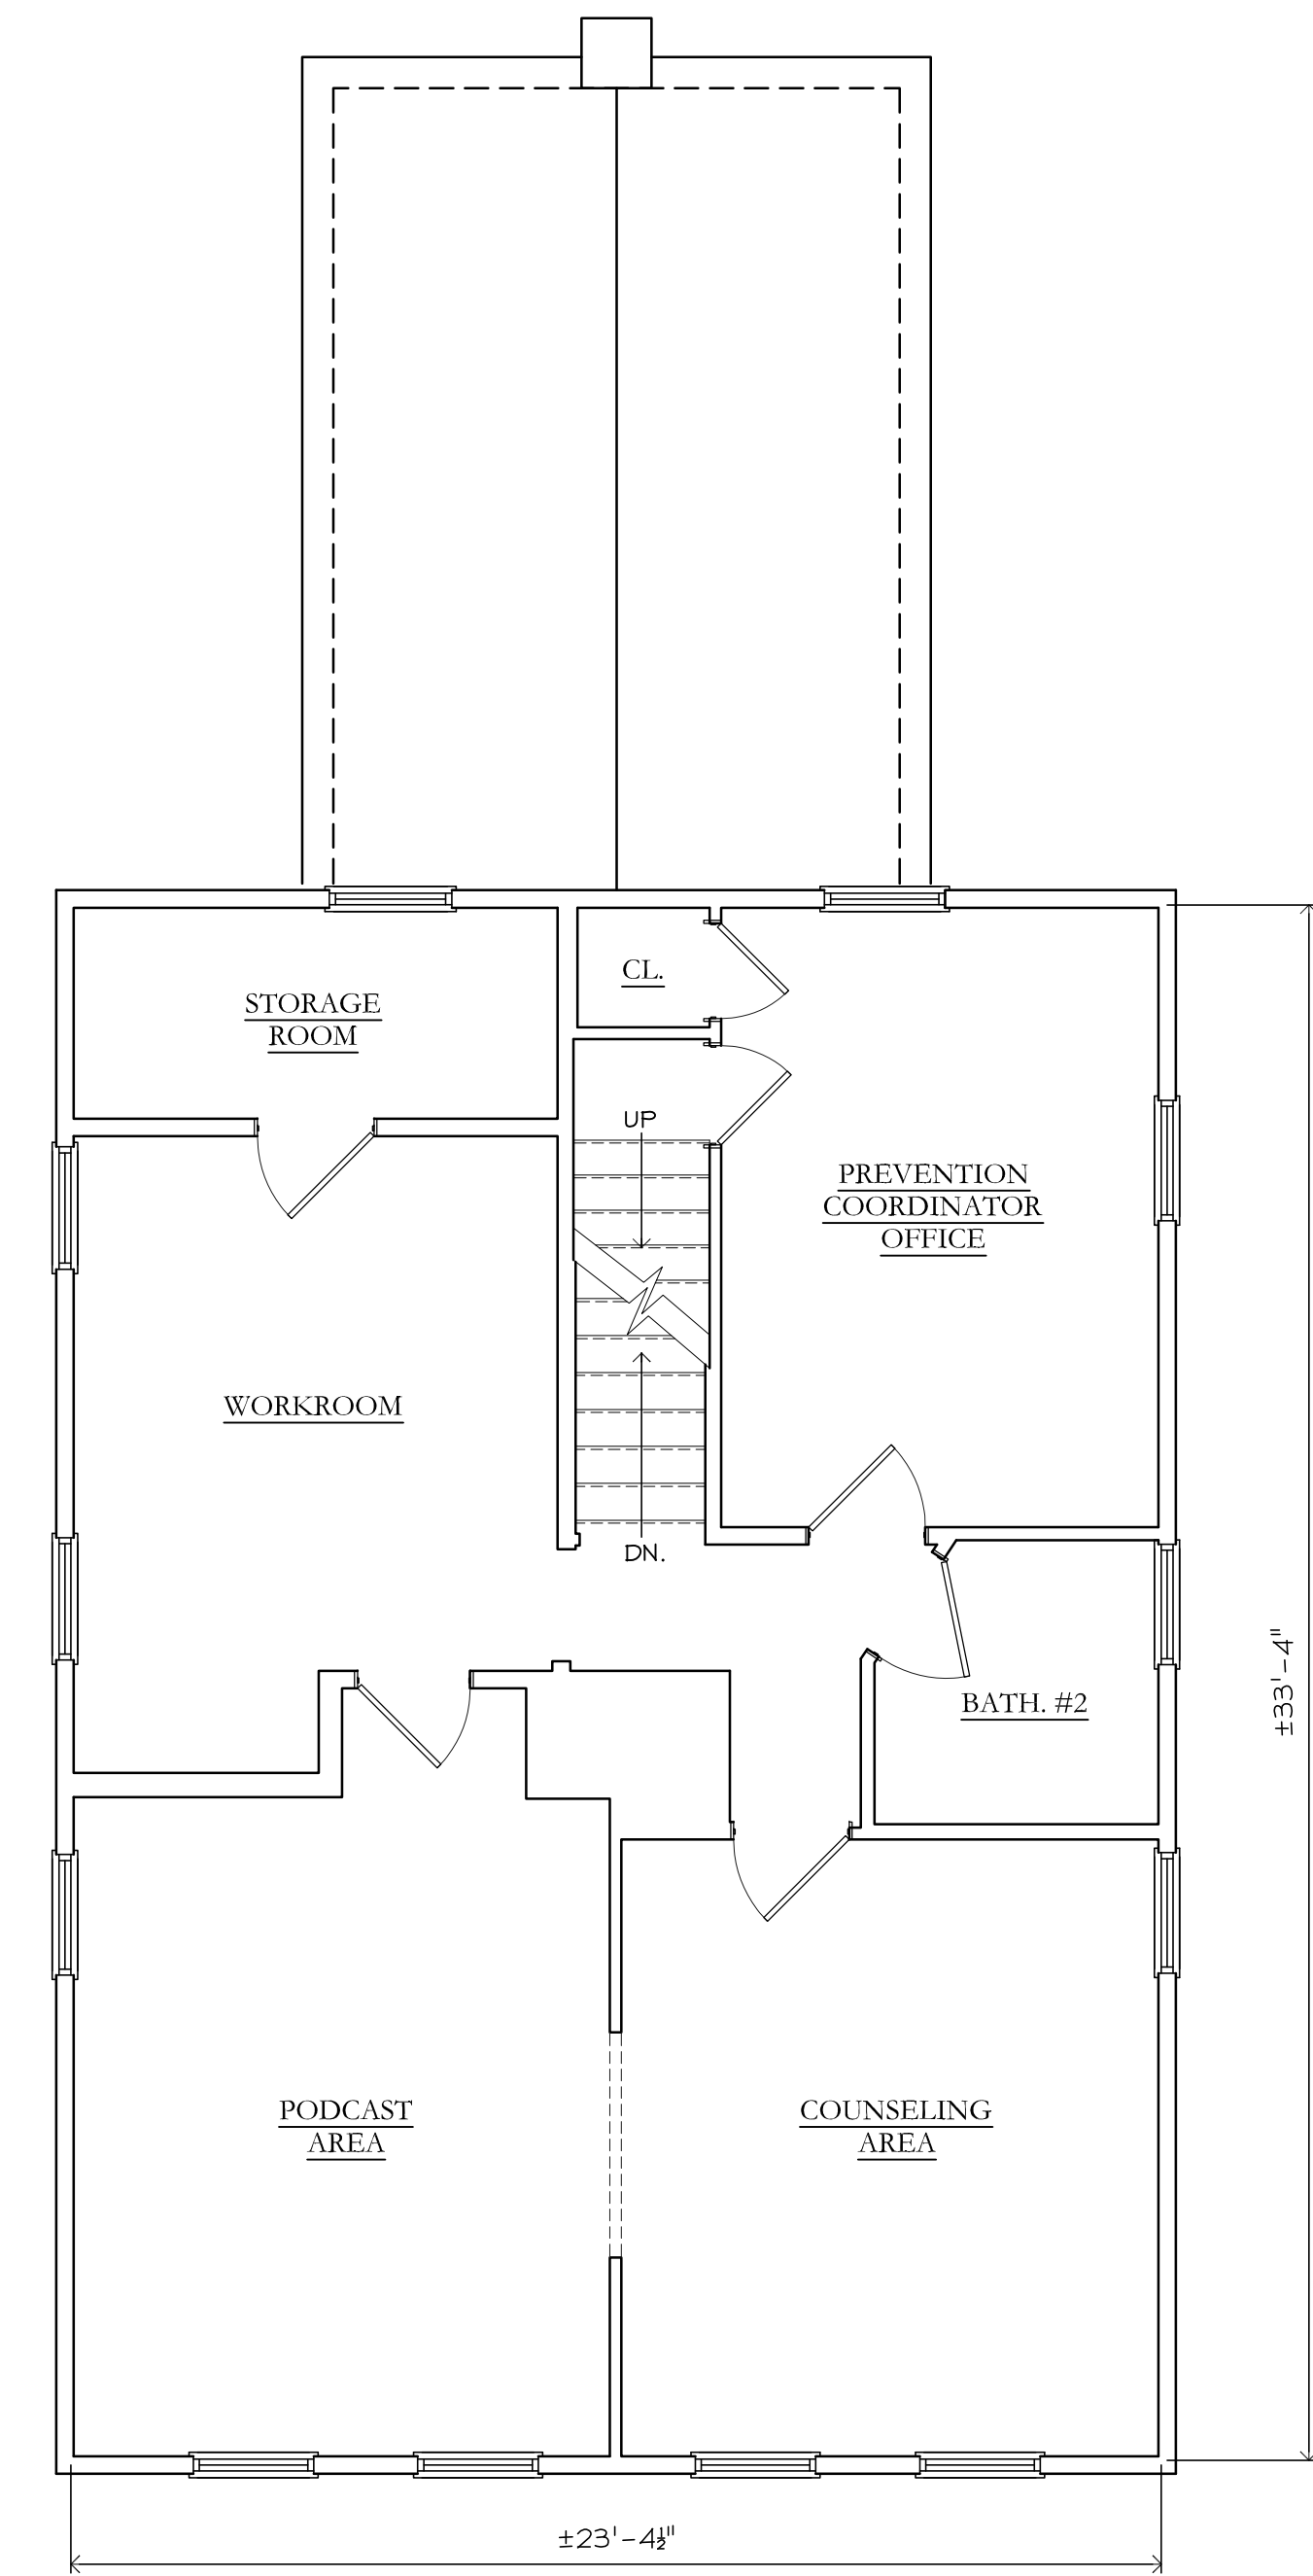 CL.
STORAGE
ROOM
UP
PREVENTION
COORDINATOR
OFFICE
WORKROOM
DN.
BATH. #2
±33'-4"
PODCAST
AREA
COUNSELING
AREA
±23'-4½"